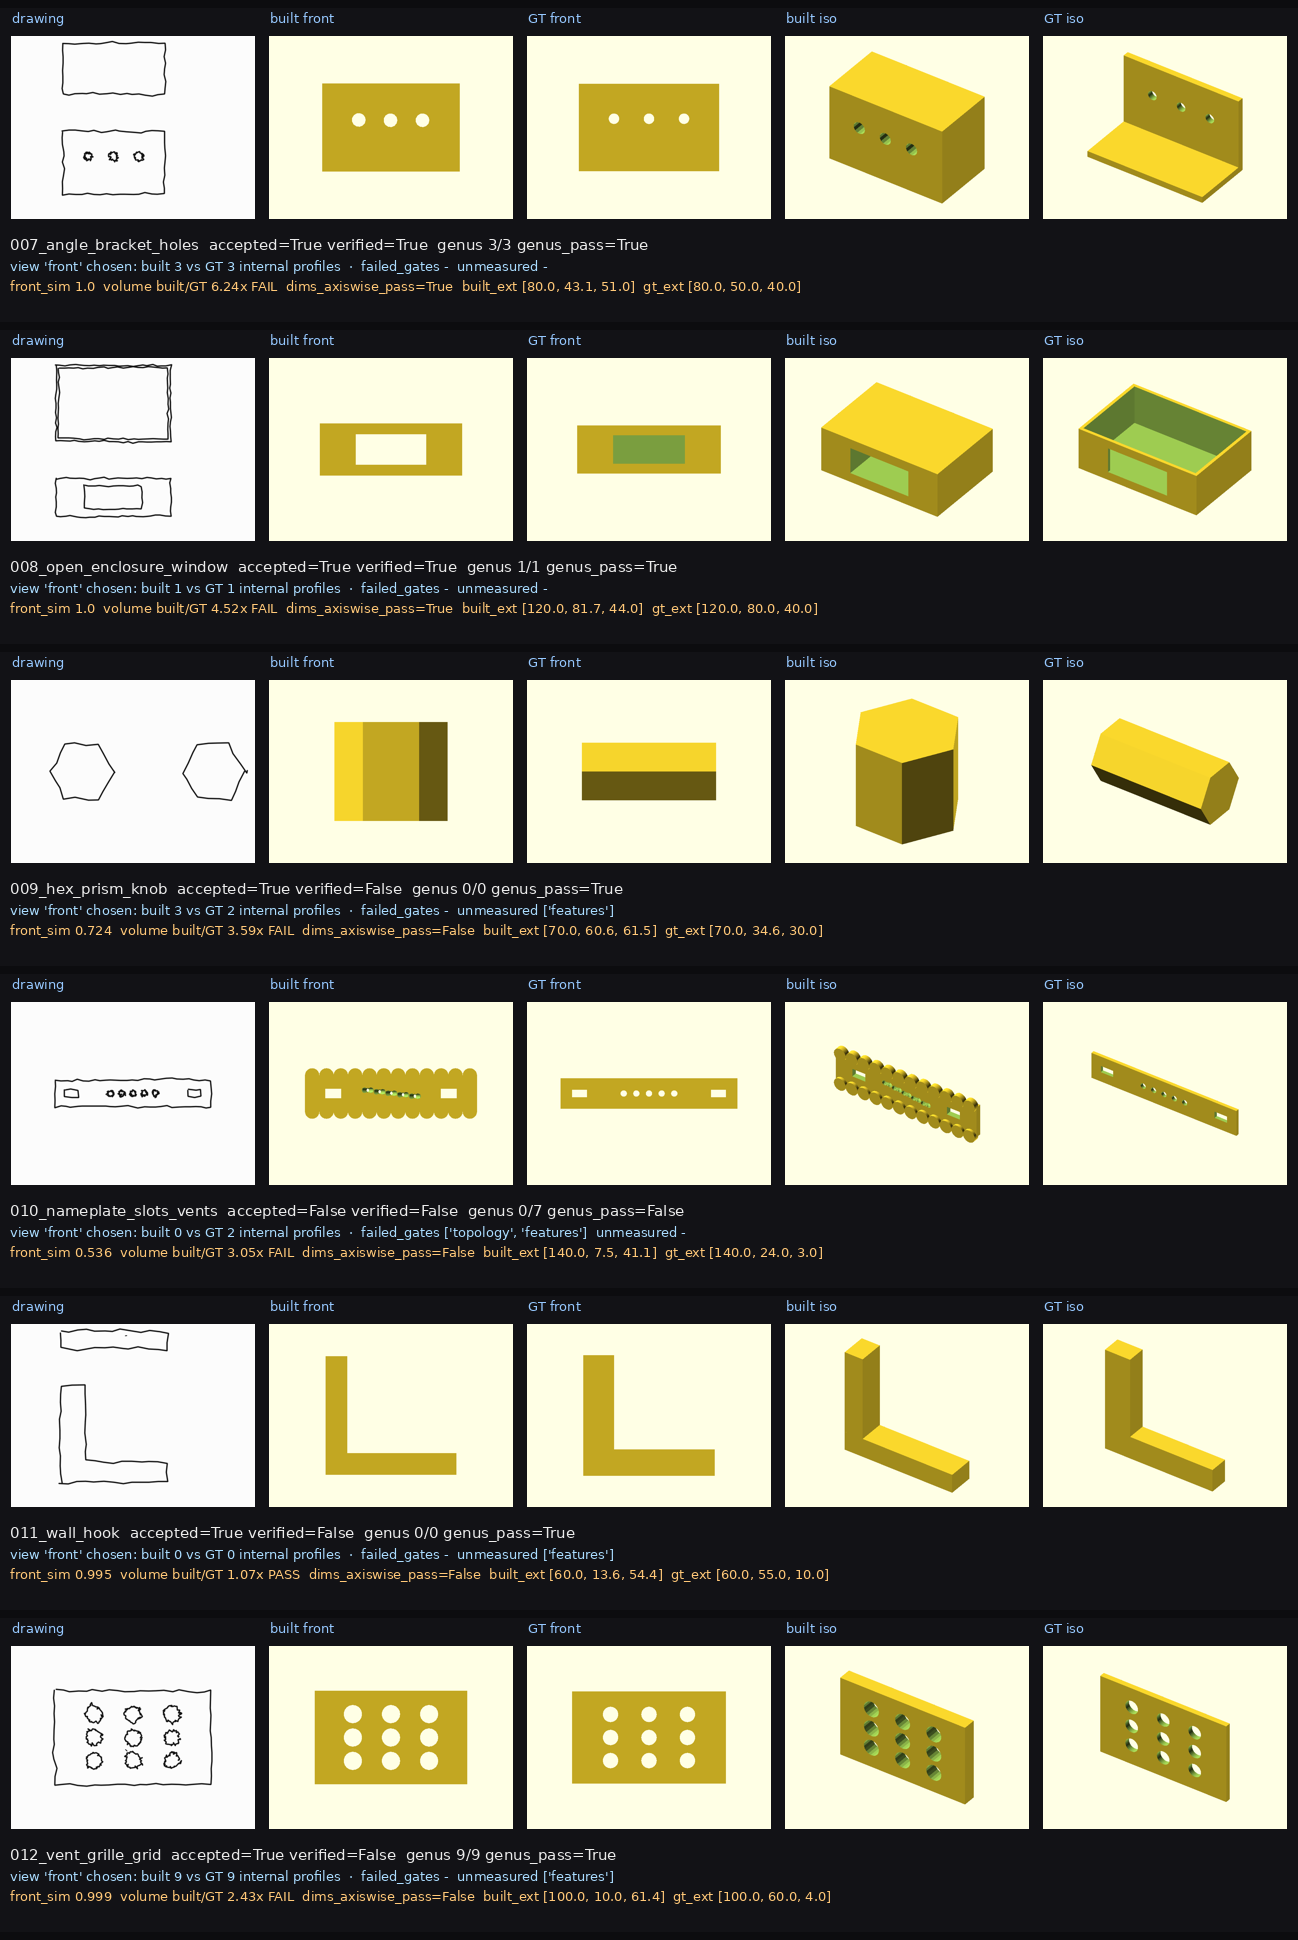 drawing built front GT front built iso GT iso
007_angle_bracket_holes accepted=True verified=True genus 3/3 genus_pass=True
view 'front' chosen: built 3 vs GT 3 internal profiles · failed_gates - unmeasured -
front_sim 1.0 volume built/GT 6.24x FAIL dims_axiswise_pass=True built_ext [80.0, 43.1, 51.0] gt_ext [80.0, 50.0, 40.0]
drawing built front GT front built iso GT iso
008_open_enclosure_window accepted=True verified=True genus 1/1 genus_pass=True
view 'front' chosen: built 1 vs GT 1 internal profiles · failed_gates - unmeasured -
front_sim 1.0 volume built/GT 4.52x FAIL dims_axiswise_pass=True built_ext [120.0, 81.7, 44.0] gt_ext [120.0, 80.0, 40.0]
drawing built front GT front built iso GT iso
009_hex_prism_knob accepted=True verified=False genus 0/0 genus_pass=True
view 'front' chosen: built 3 vs GT 2 internal profiles · failed_gates - unmeasured ['features']
front_sim 0.724 volume built/GT 3.59x FAIL dims_axiswise_pass=False built_ext [70.0, 60.6, 61.5] gt_ext [70.0, 34.6, 30.0]
drawing built front GT front built iso GT iso
010_nameplate_slots_vents accepted=False verified=False genus 0/7 genus_pass=False
view 'front' chosen: built 0 vs GT 2 internal profiles · failed_gates ['topology', 'features'] unmeasured -
front_sim 0.536 volume built/GT 3.05x FAIL dims_axiswise_pass=False built_ext [140.0, 7.5, 41.1] gt_ext [140.0, 24.0, 3.0]
drawing built front GT front built iso GT iso
011_wall_hook accepted=True verified=False genus 0/0 genus_pass=True
view 'front' chosen: built 0 vs GT 0 internal profiles · failed_gates - unmeasured ['features']
front_sim 0.995 volume built/GT 1.07x PASS dims_axiswise_pass=False built_ext [60.0, 13.6, 54.4] gt_ext [60.0, 55.0, 10.0]
drawing built front GT front built iso GT iso
012_vent_grille_grid accepted=True verified=False genus 9/9 genus_pass=True
view 'front' chosen: built 9 vs GT 9 internal profiles · failed_gates - unmeasured ['features']
front_sim 0.999 volume built/GT 2.43x FAIL dims_axiswise_pass=False built_ext [100.0, 10.0, 61.4] gt_ext [100.0, 60.0, 4.0]